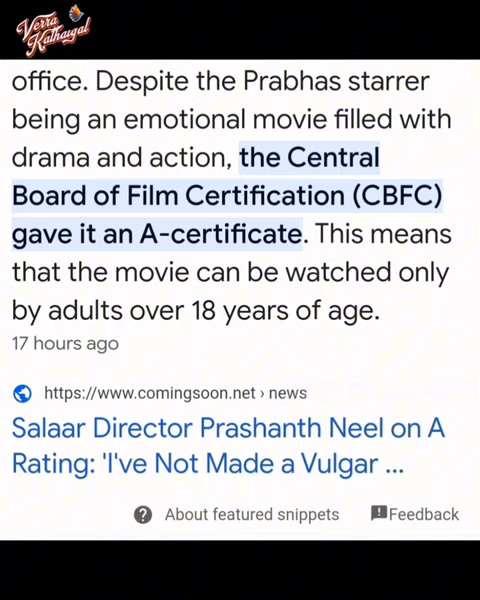 Verra
Kathaigal
office. Despite the Prabhas starrer
being an emotional movie filled with
drama and action, the Central
Board of Film Certification (CBFC)
gave it an A-certificate. This means
that the movie can be watched only
by adults over 18 years of age.
17 hours ago
https://www.comingsoon.net › news
Salaar Director Prashanth Neel on A
Rating: 'I've Not Made a Vulgar ...
About featured snippets
Feedback